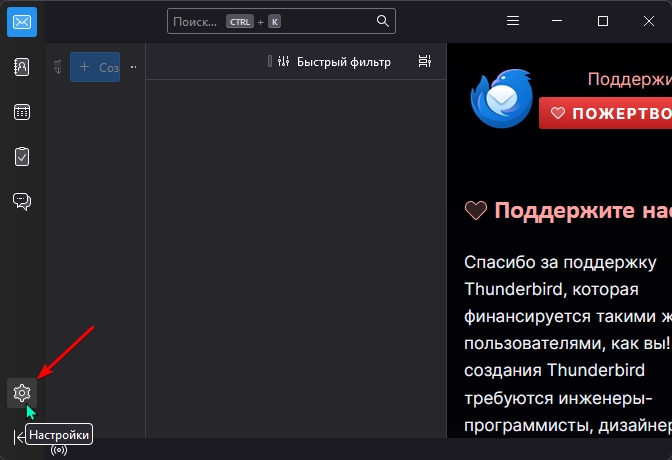 Поиск... CTRL + K
Соз
Быстрый фильтр
Поддержи
ПОЖЕРТВО
Поддержите нас
Спасибо за поддержку
Thunderbird, которая
финансируется такими ж
пользователями, как вы!
создания Thunderbird
требуются инженеры-
программисты, дизайнер
Настройки